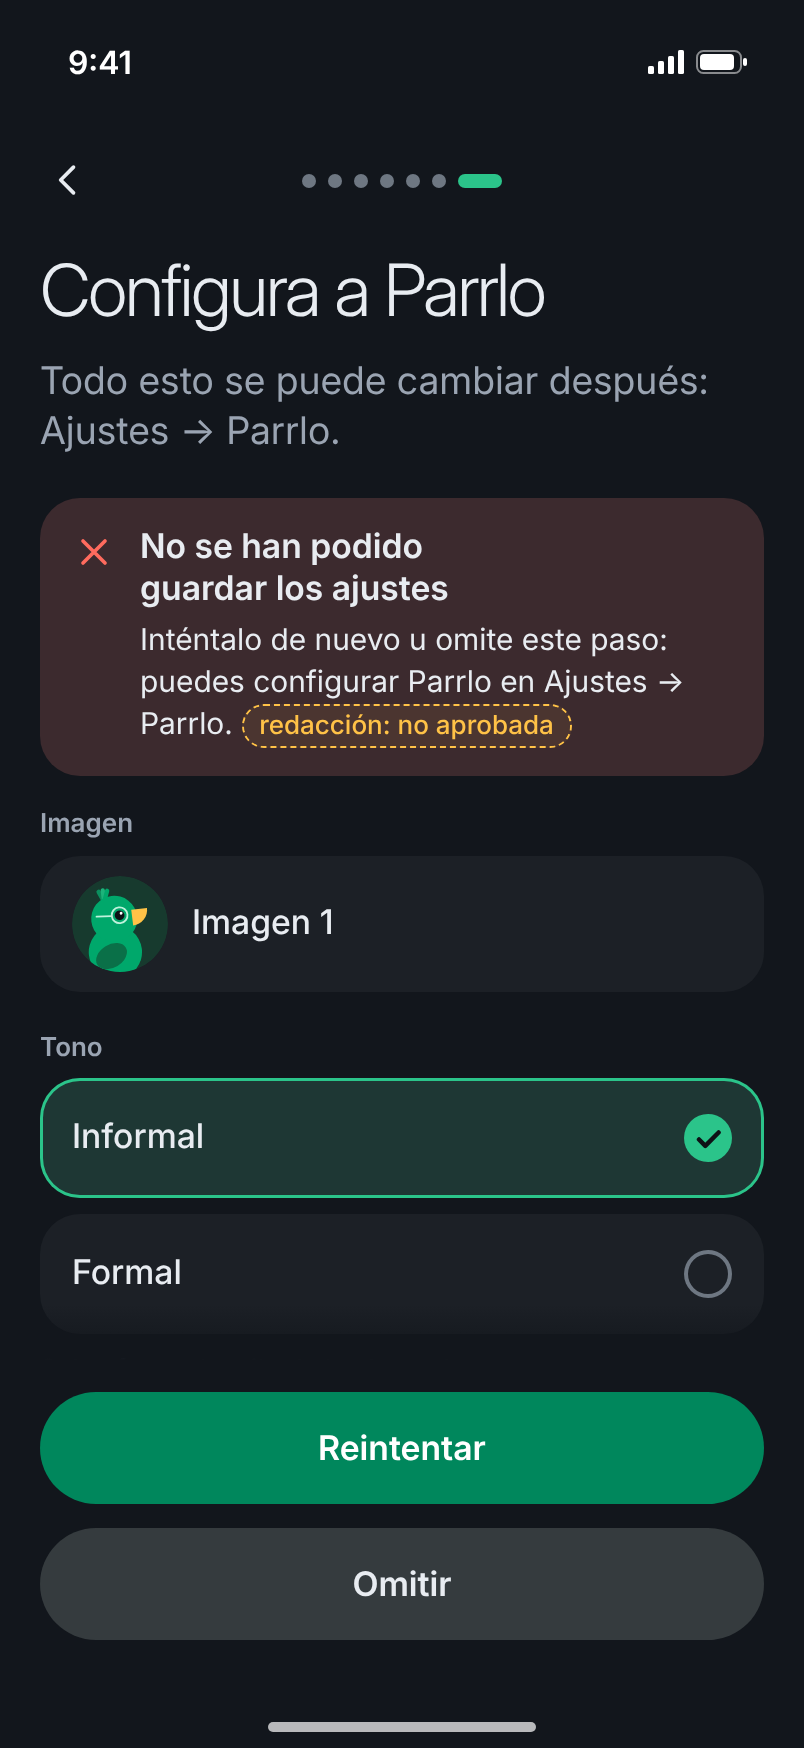 9:41
Configura a Parrlo
Todo esto se puede cambiar después:
Ajustes → Parrlo.
No se han podido
guardar los ajustes
Inténtalo de nuevo u omite este paso:
puedes configurar Parrlo en Ajustes →
Parrlo. redacción: no aprobada
Imagen
Imagen 1
Tono
Informal
Formal
Reintentar
Omitir